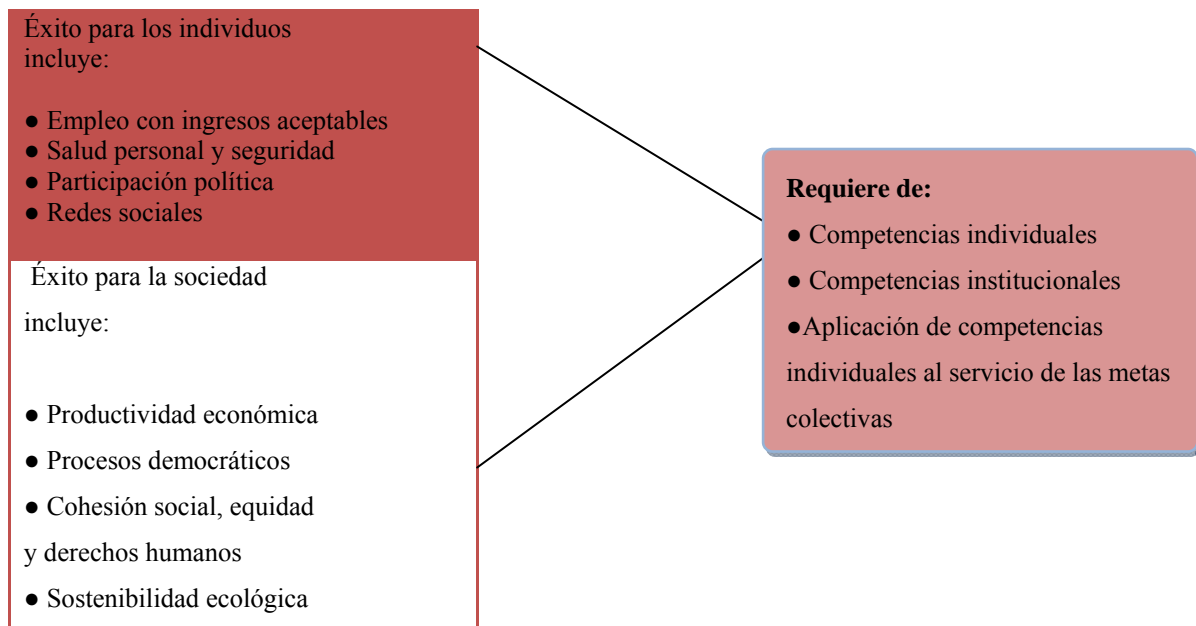 Éxito para los individuos
incluye:
● Empleo con ingresos aceptables
● Salud personal y seguridad
● Participación política
● Redes sociales
Éxito para la sociedad
incluye:
● Productividad económica
● Procesos democráticos
● Cohesión social, equidad
y derechos humanos
● Sostenibilidad ecológica
Requiere de:
● Competencias individuales
● Competencias institucionales
●Aplicación de competencias
individuales al servicio de las metas
colectivas